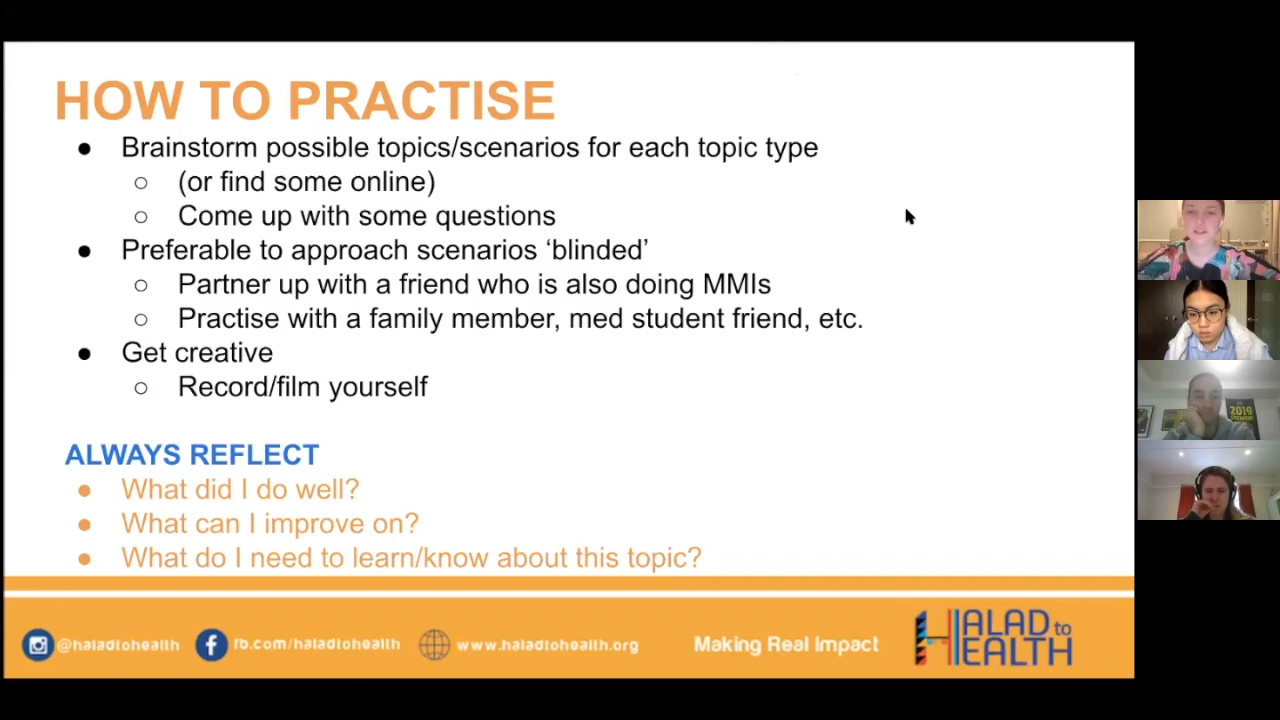 HOW TO PRACTISE
● Brainstorm possible topics/scenarios for each topic type
○ (or find some online)
○ Come up with some questions
● Preferable to approach scenarios ‘blinded’
○ Partner up with a friend who is also doing MMIs
○ Practise with a family member, med student friend, etc.
● Get creative
○ Record/film yourself
ALWAYS REFLECT
● What did I do well?
● What can I improve on?
● What do I need to learn/know about this topic?
@haladtohealth fb.com/haladtohealth www.haladtohealth.org Making Real Impact
HALAD to
HEALTH
2019